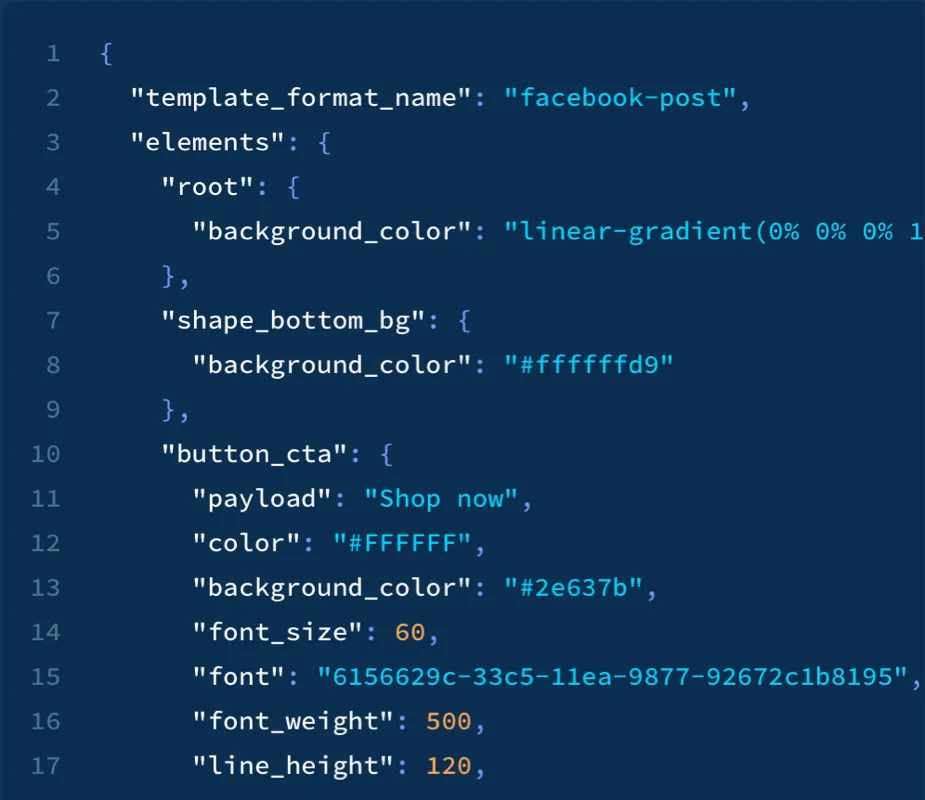 1 {
2 "template_format_name": "facebook-post",
3 "elements": {
4 "root": {
5 "background_color": "linear-gradient(0% 0% 0% 1
6 },
7 "shape_bottom_bg": {
8 "background_color": "#ffffffd9"
9 },
10 "button_cta": {
11 "payload": "Shop now",
12 "color": "#FFFFFF",
13 "background_color": "#2e637b",
14 "font_size": 60,
15 "font": "6156629c-33c5-11ea-9877-92672c1b8195",
16 "font_weight": 500,
17 "line_height": 120,